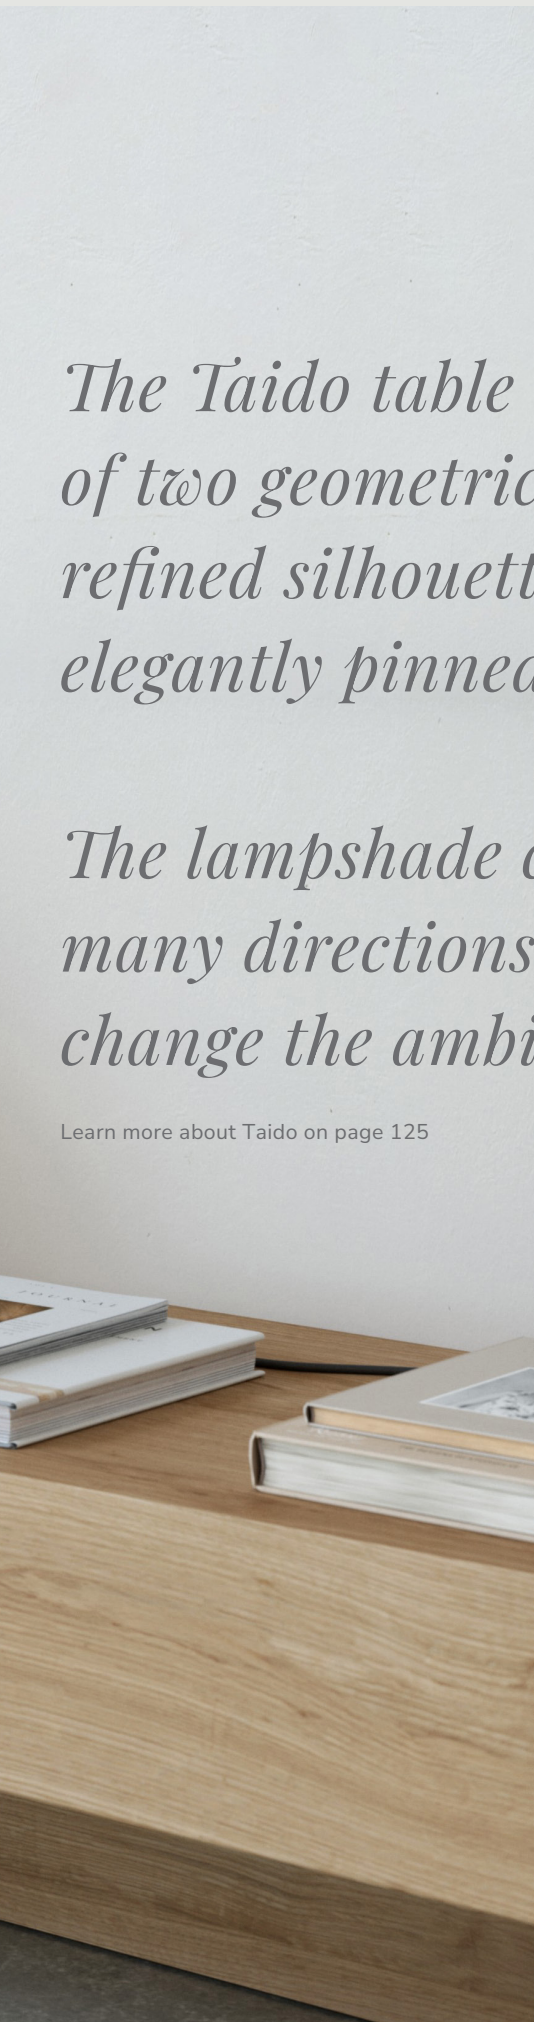 The Taido table
of two geometric
refined silhouett
elegantly pinned
The lampshade c
many directions
change the ambi
Learn more about Taido on page 125
JOURNAL